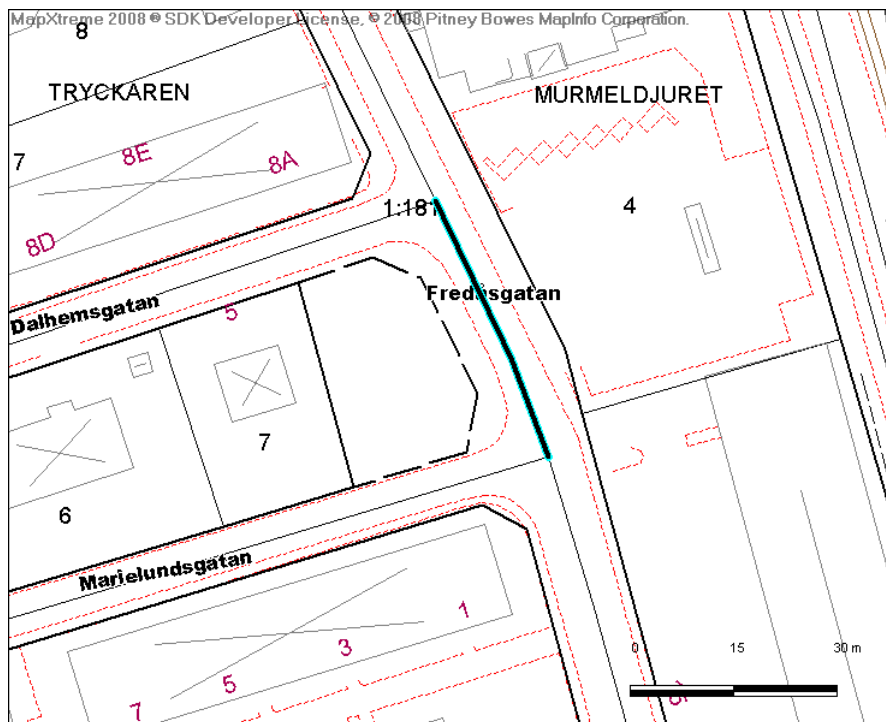 MapXtreme 2008 ® SDK Developer License, © 2008 Pitney Bowes MapInfo Corporation.
8
TRYCKAREN
MURMELDJURET
8E
8A
7
1:181
4
8D
Fredåsgatan
Dalhemsgatan
5
7
6
Marielundsgatan
1
3
5
7
0 15 30 m